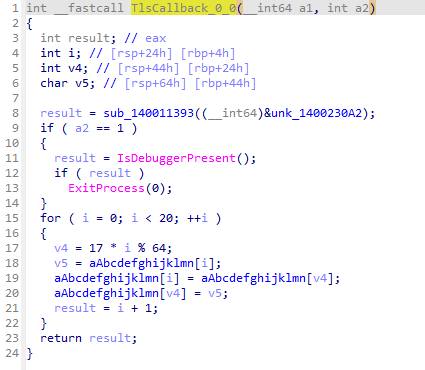 1 int __fastcall TlsCallback_0_0(__int64 a1, int a2)
2 {
3 int result; // eax
4 int i; // [rsp+24h] [rbp+4h]
5 int v4; // [rsp+44h] [rbp+24h]
6 char v5; // [rsp+64h] [rbp+44h]
7
8 result = sub_140011393((__int64)&unk_1400230A2);
9 if ( a2 == 1 )
10 {
11 result = IsDebuggerPresent();
12 if ( result )
13 ExitProcess(0);
14 }
15 for ( i = 0; i < 20; ++i )
16 {
17 v4 = 17 * i % 64;
18 v5 = aAbcdefghijklmn[i];
19 aAbcdefghijklmn[i] = aAbcdefghijklmn[v4];
20 aAbcdefghijklmn[v4] = v5;
21 result = i + 1;
22 }
23 return result;
24 }